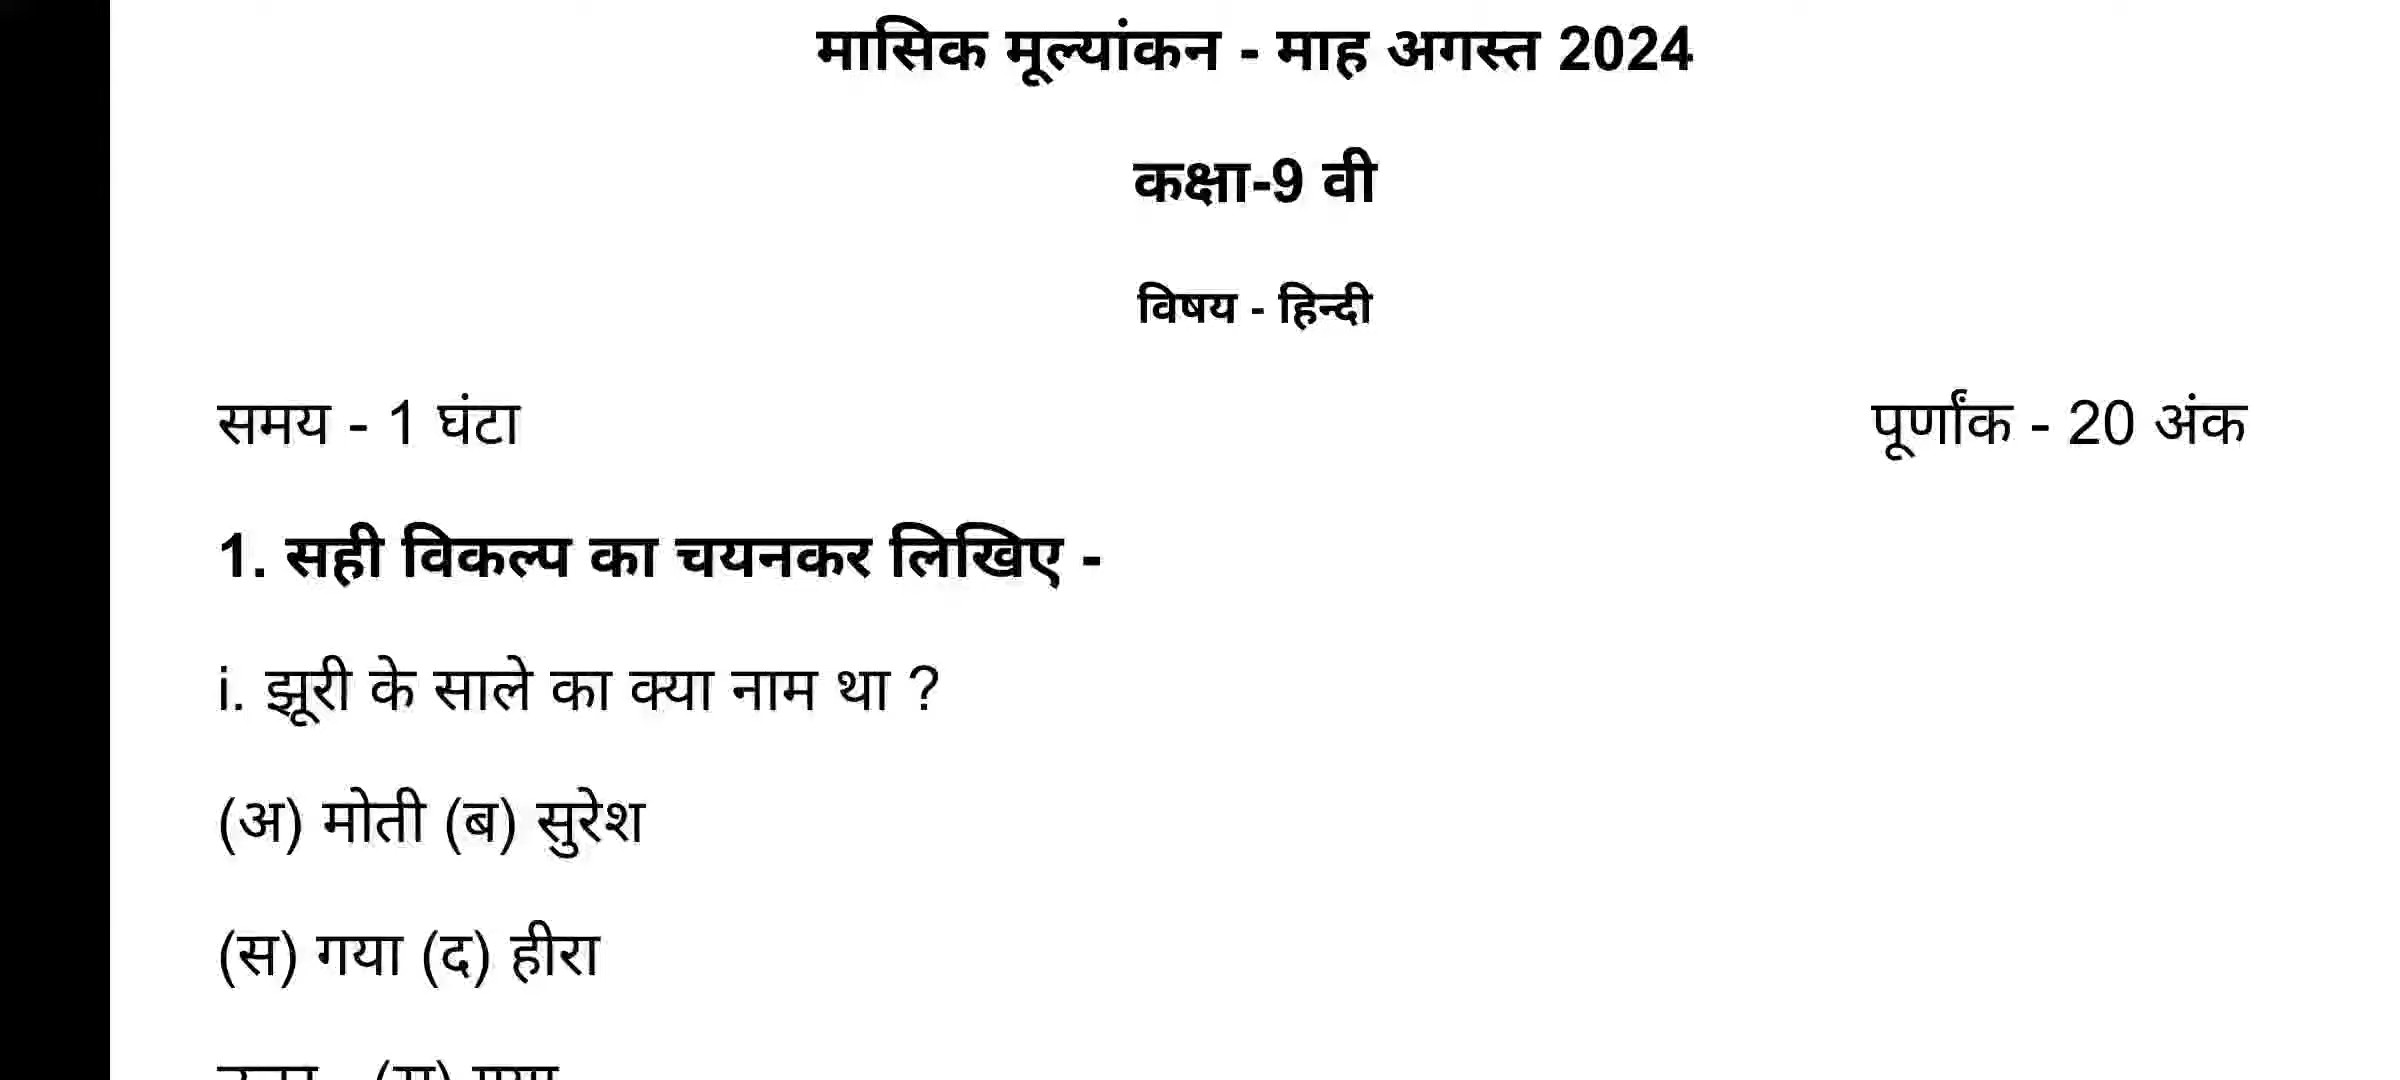 मासिक मूल्यांकन - माह अगस्त 2024
कक्षा-9 वी
विषय - हिन्दी
समय - 1 घंटा पूर्णांक - 20 अंक
1. सही विकल्प का चयनकर लिखिए -
i. झूरी के साले का क्या नाम था ?
(अ) मोती (ब) सुरेश
(स) गया (द) हीरा